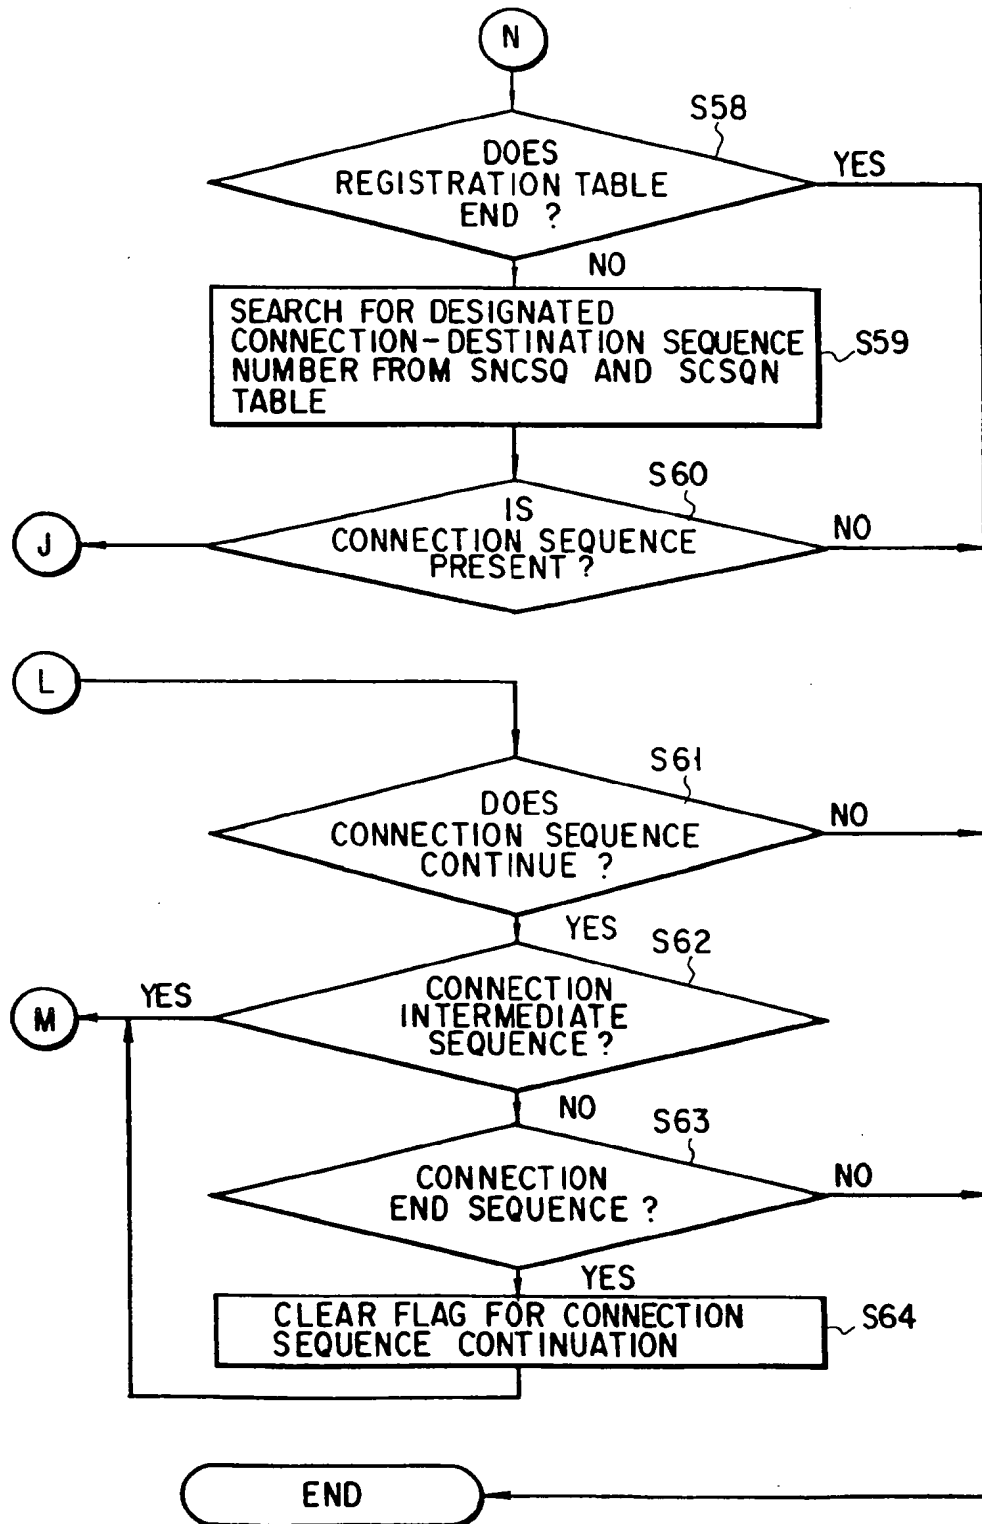 N
S58
DOES
REGISTRATION TABLE
END ?
YES
NO
SEARCH FOR DESIGNATED
CONNECTION-DESTINATION SEQUENCE
NUMBER FROM SNCSQ AND SCSQN
TABLE
S59
S60
IS
CONNECTION SEQUENCE
PRESENT ?
J
NO
L
S61
DOES
CONNECTION SEQUENCE
CONTINUE ?
NO
YES
S62
CONNECTION
INTERMEDIATE
SEQUENCE ?
YES
M
NO
S63
CONNECTION
END SEQUENCE ?
NO
YES
CLEAR FLAG FOR CONNECTION
SEQUENCE CONTINUATION
S64
END